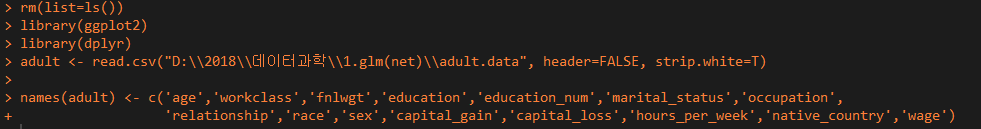 > rm(list=ls())
> library(ggplot2)
> library(dplyr)
> adult <- read.csv("D:\\2018\\데이터과학\\1.glm(net)\\adult.data", header=FALSE, strip.white=T)
>
> names(adult) <- c('age','workclass','fnlwgt','education','education_num','marital_status','occupation',
+                   'relationship','race','sex','capital_gain','capital_loss','hours_per_week','native_country','wage')